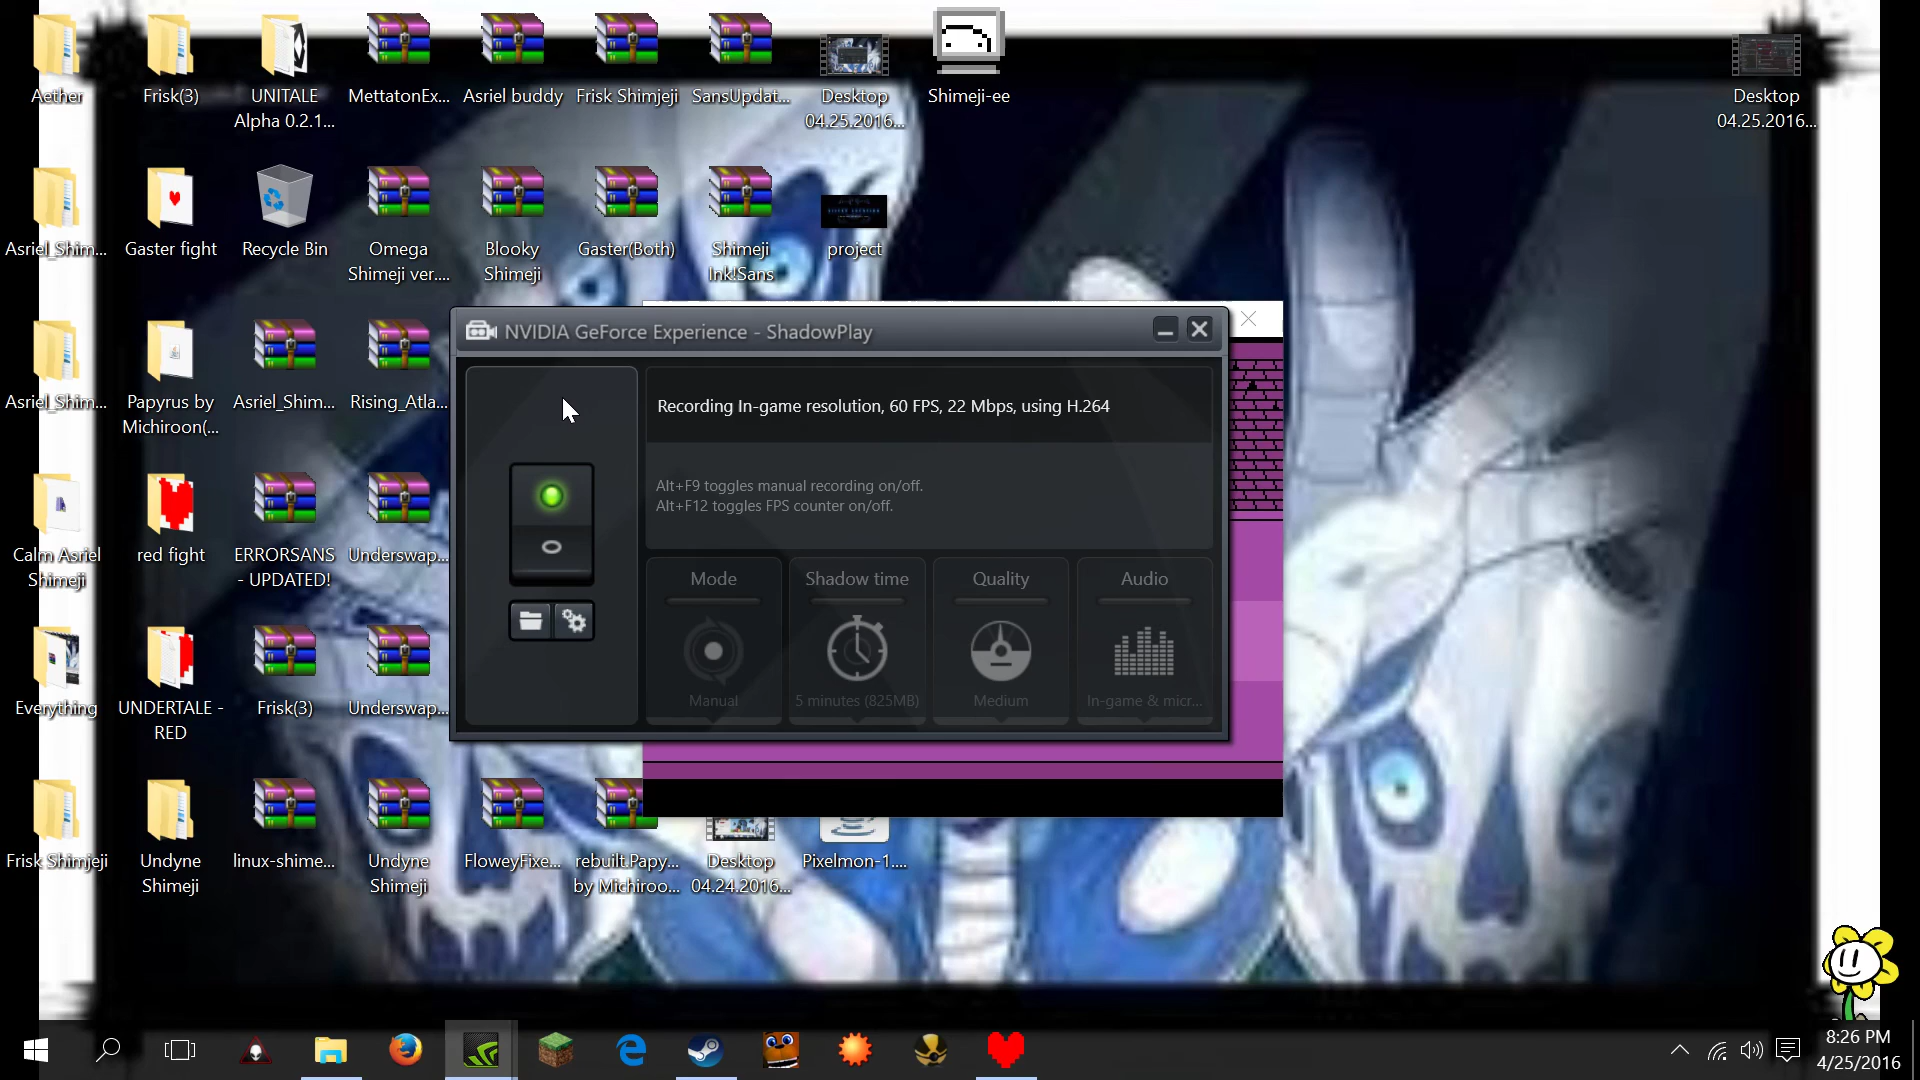 Aether
Frisk(3)
UNITALE
Alpha 0.2.1...
MettatonEx...
Asriel buddy
Frisk Shimjeji
SansUpdat...
Desktop
04.25.2016...
Shimeji-ee
Desktop
04.25.2016...
Asriel_Shim...
Gaster fight
Recycle Bin
Omega
Shimeji ver....
Blooky
Shimeji
Gaster(Both)
Shimeji
Ink!Sans
project
Asriel_Shim...
Papyrus by
Michiroon(...
Asriel_Shim...
Rising_Atla...
NVIDIA GeForce Experience - ShadowPlay
Recording In-game resolution, 60 FPS, 22 Mbps, using H.264
Alt+F9 toggles manual recording on/off.
Alt+F12 toggles FPS counter on/off.
Mode
Manual
Shadow time
5 minutes (825MB)
Quality
Medium
Audio
In-game & micr...
Calm Asriel
Shimeji
red fight
ERRORSANS
- UPDATED!
Underswap...
Everything
UNDERTALE -
RED
Frisk(3)
Underswap...
Frisk Shimjeji
Undyne
Shimeji
linux-shime...
Undyne
Shimeji
FloweyFixe...
rebuilt.Papy...
by Michiroo...
Desktop
04.24.2016...
Pixelmon-1....
8:26 PM
4/25/2016